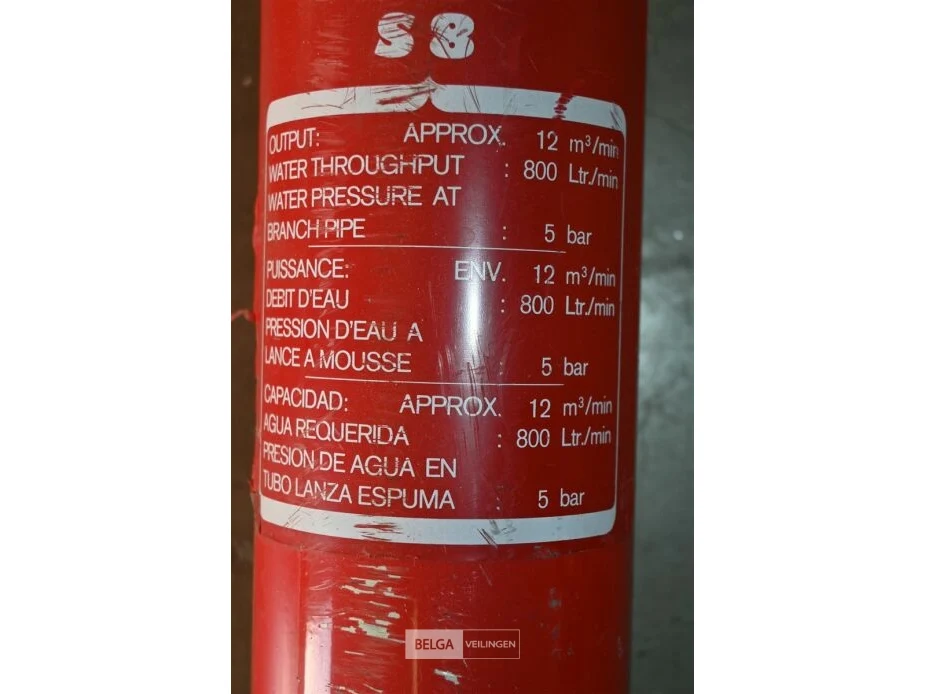 S 8
OUTPUT: APPROX. 12 m³/min
WATER THROUGHPUT : 800 Ltr./min
WATER PRESSURE AT
BRANCH PIPE : 5 bar
PUISSANCE: ENV. 12 m³/min
DEBIT D'EAU : 800 Ltr./min
PRESSION D'EAU A
LANCE A MOUSSE : 5 bar
CAPACIDAD: APPROX. 12 m³/min
AGUA REQUERIDA : 800 Ltr./min
PRESION DE AGUA EN
TUBO LANZA ESPUMA : 5 bar
BELGA VEILINGEN